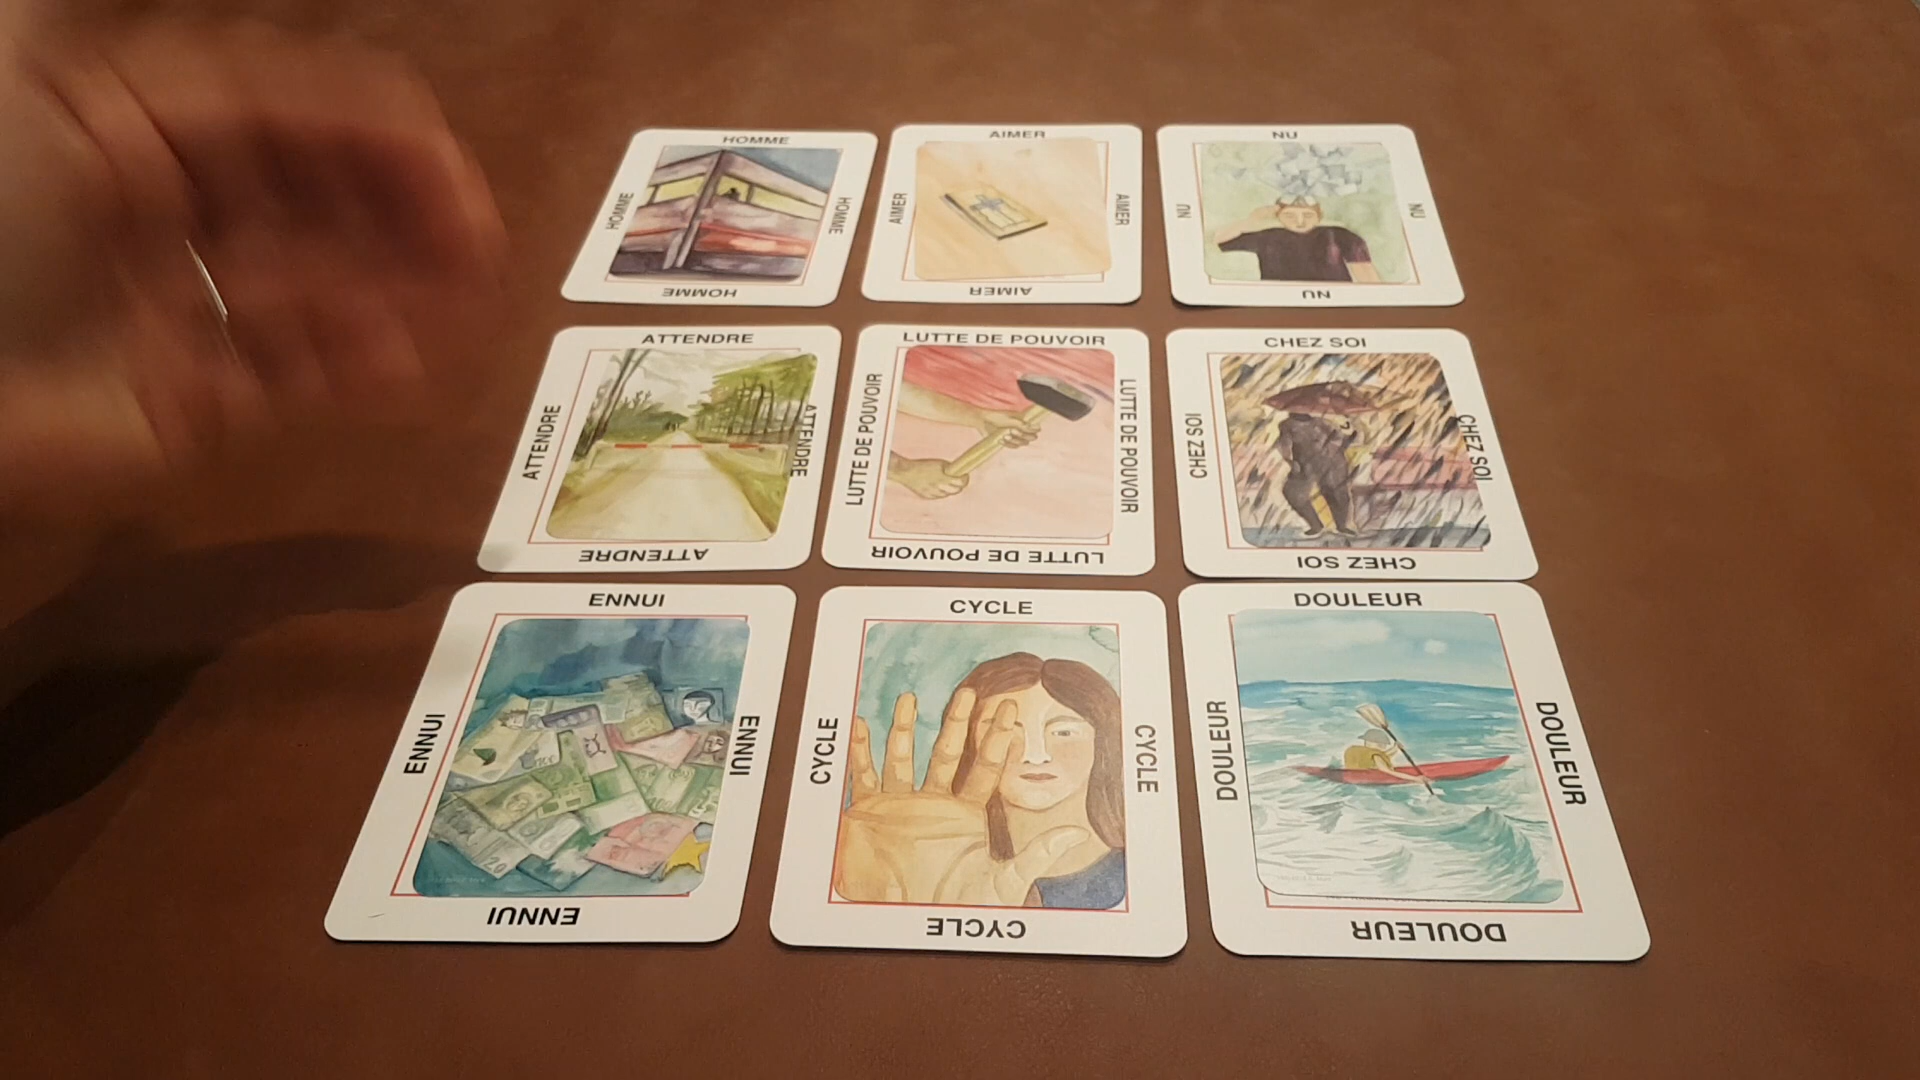 HOMME
HOMME
HOMME
HOMME
AIMER
AIMER
AIMER
AIMER
NU
NU
NU
NU
ATTENDRE
ATTENDRE
ATTENDRE
ATTENDRE
LUTTE DE POUVOIR
LUTTE DE POUVOIR
LUTTE DE POUVOIR
LUTTE DE POUVOIR
CHEZ SOI
CHEZ SOI
CHEZ SOI
CHEZ SOI
ENNUI
ENNUI
ENNUI
ENNUI
CYCLE
CYCLE
CYCLE
CYCLE
DOULEUR
DOULEUR
DOULEUR
DOULEUR